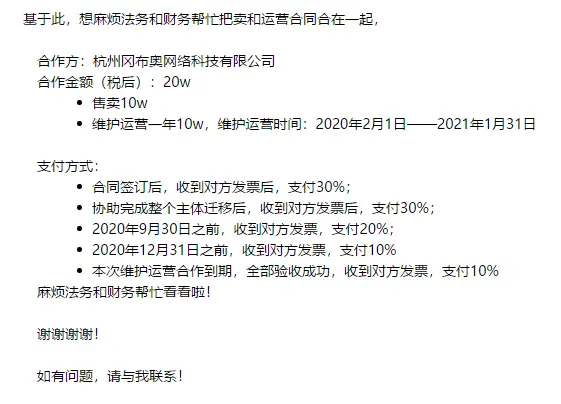 基于此，想麻烦法务和财务帮忙把卖和运营合同合在一起，
合作方：杭州冈布奥网络科技有限公司
合作金额（税后）：20w
• 售卖10w
• 维护运营一年10w，维护运营时间：2020年2月1日——2021年1月31日
支付方式：
• 合同签订后，收到对方发票后，支付30%；
• 协助完成整个主体迁移后，收到对方发票后，支付30%；
• 2020年9月30日之前，收到对方发票，支付20%；
• 2020年12月31日之前，收到对方发票，支付10%
• 本次维护运营合作到期，全部验收成功，收到对方发票，支付10%
麻烦法务和财务帮忙看看啦！
谢谢谢谢！
如有问题，请与我联系！